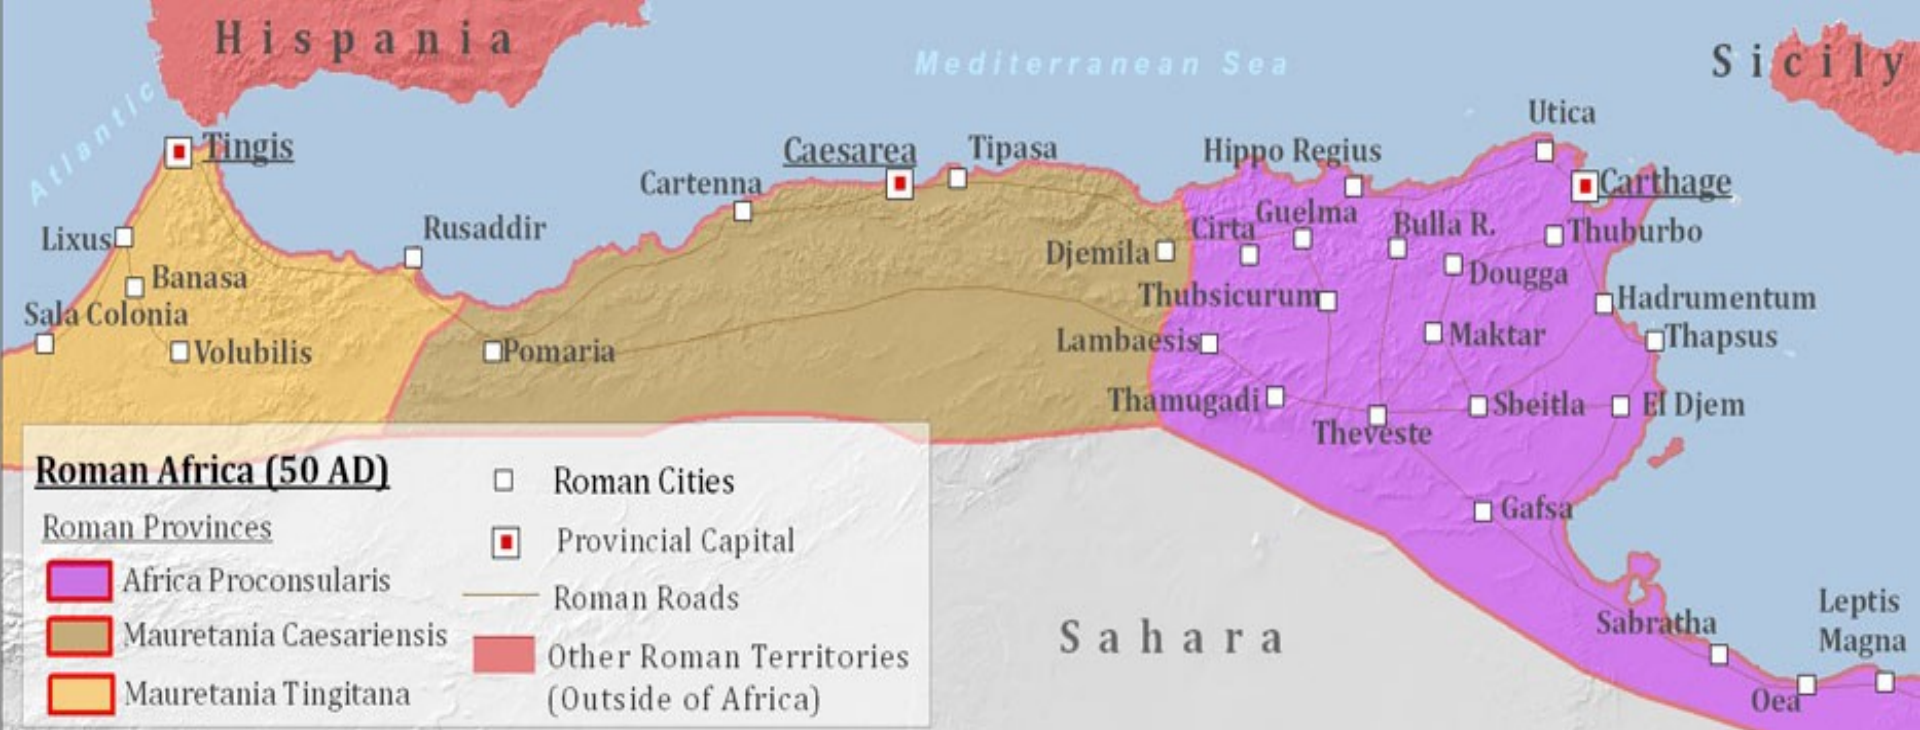 Hispania
Mediterranean Sea
Sicily
Atlantic
Utica
Tingis
Caesarea
Tipasa
Hippo Regius
Cartenna
Carthage
Rusaddir
Guelma
Lixus
Djemila
Cirta
Bulla R.
Thuburbo
Banasa
Dougga
Thubsicurum
Hadrumentum
Sala Colonia
Volubilis
Pomaria
Lambaesis
Maktar
Thapsus
Thamugadi
Sbeitla
El Djem
Theveste
Gafsa
Sahara
Sabratha
Leptis
Magna
Oea
Roman Africa (50 AD)
Roman Provinces
Africa Proconsularis
Mauretania Caesariensis
Mauretania Tingitana
Roman Cities
Provincial Capital
Roman Roads
Other Roman Territories
(Outside of Africa)